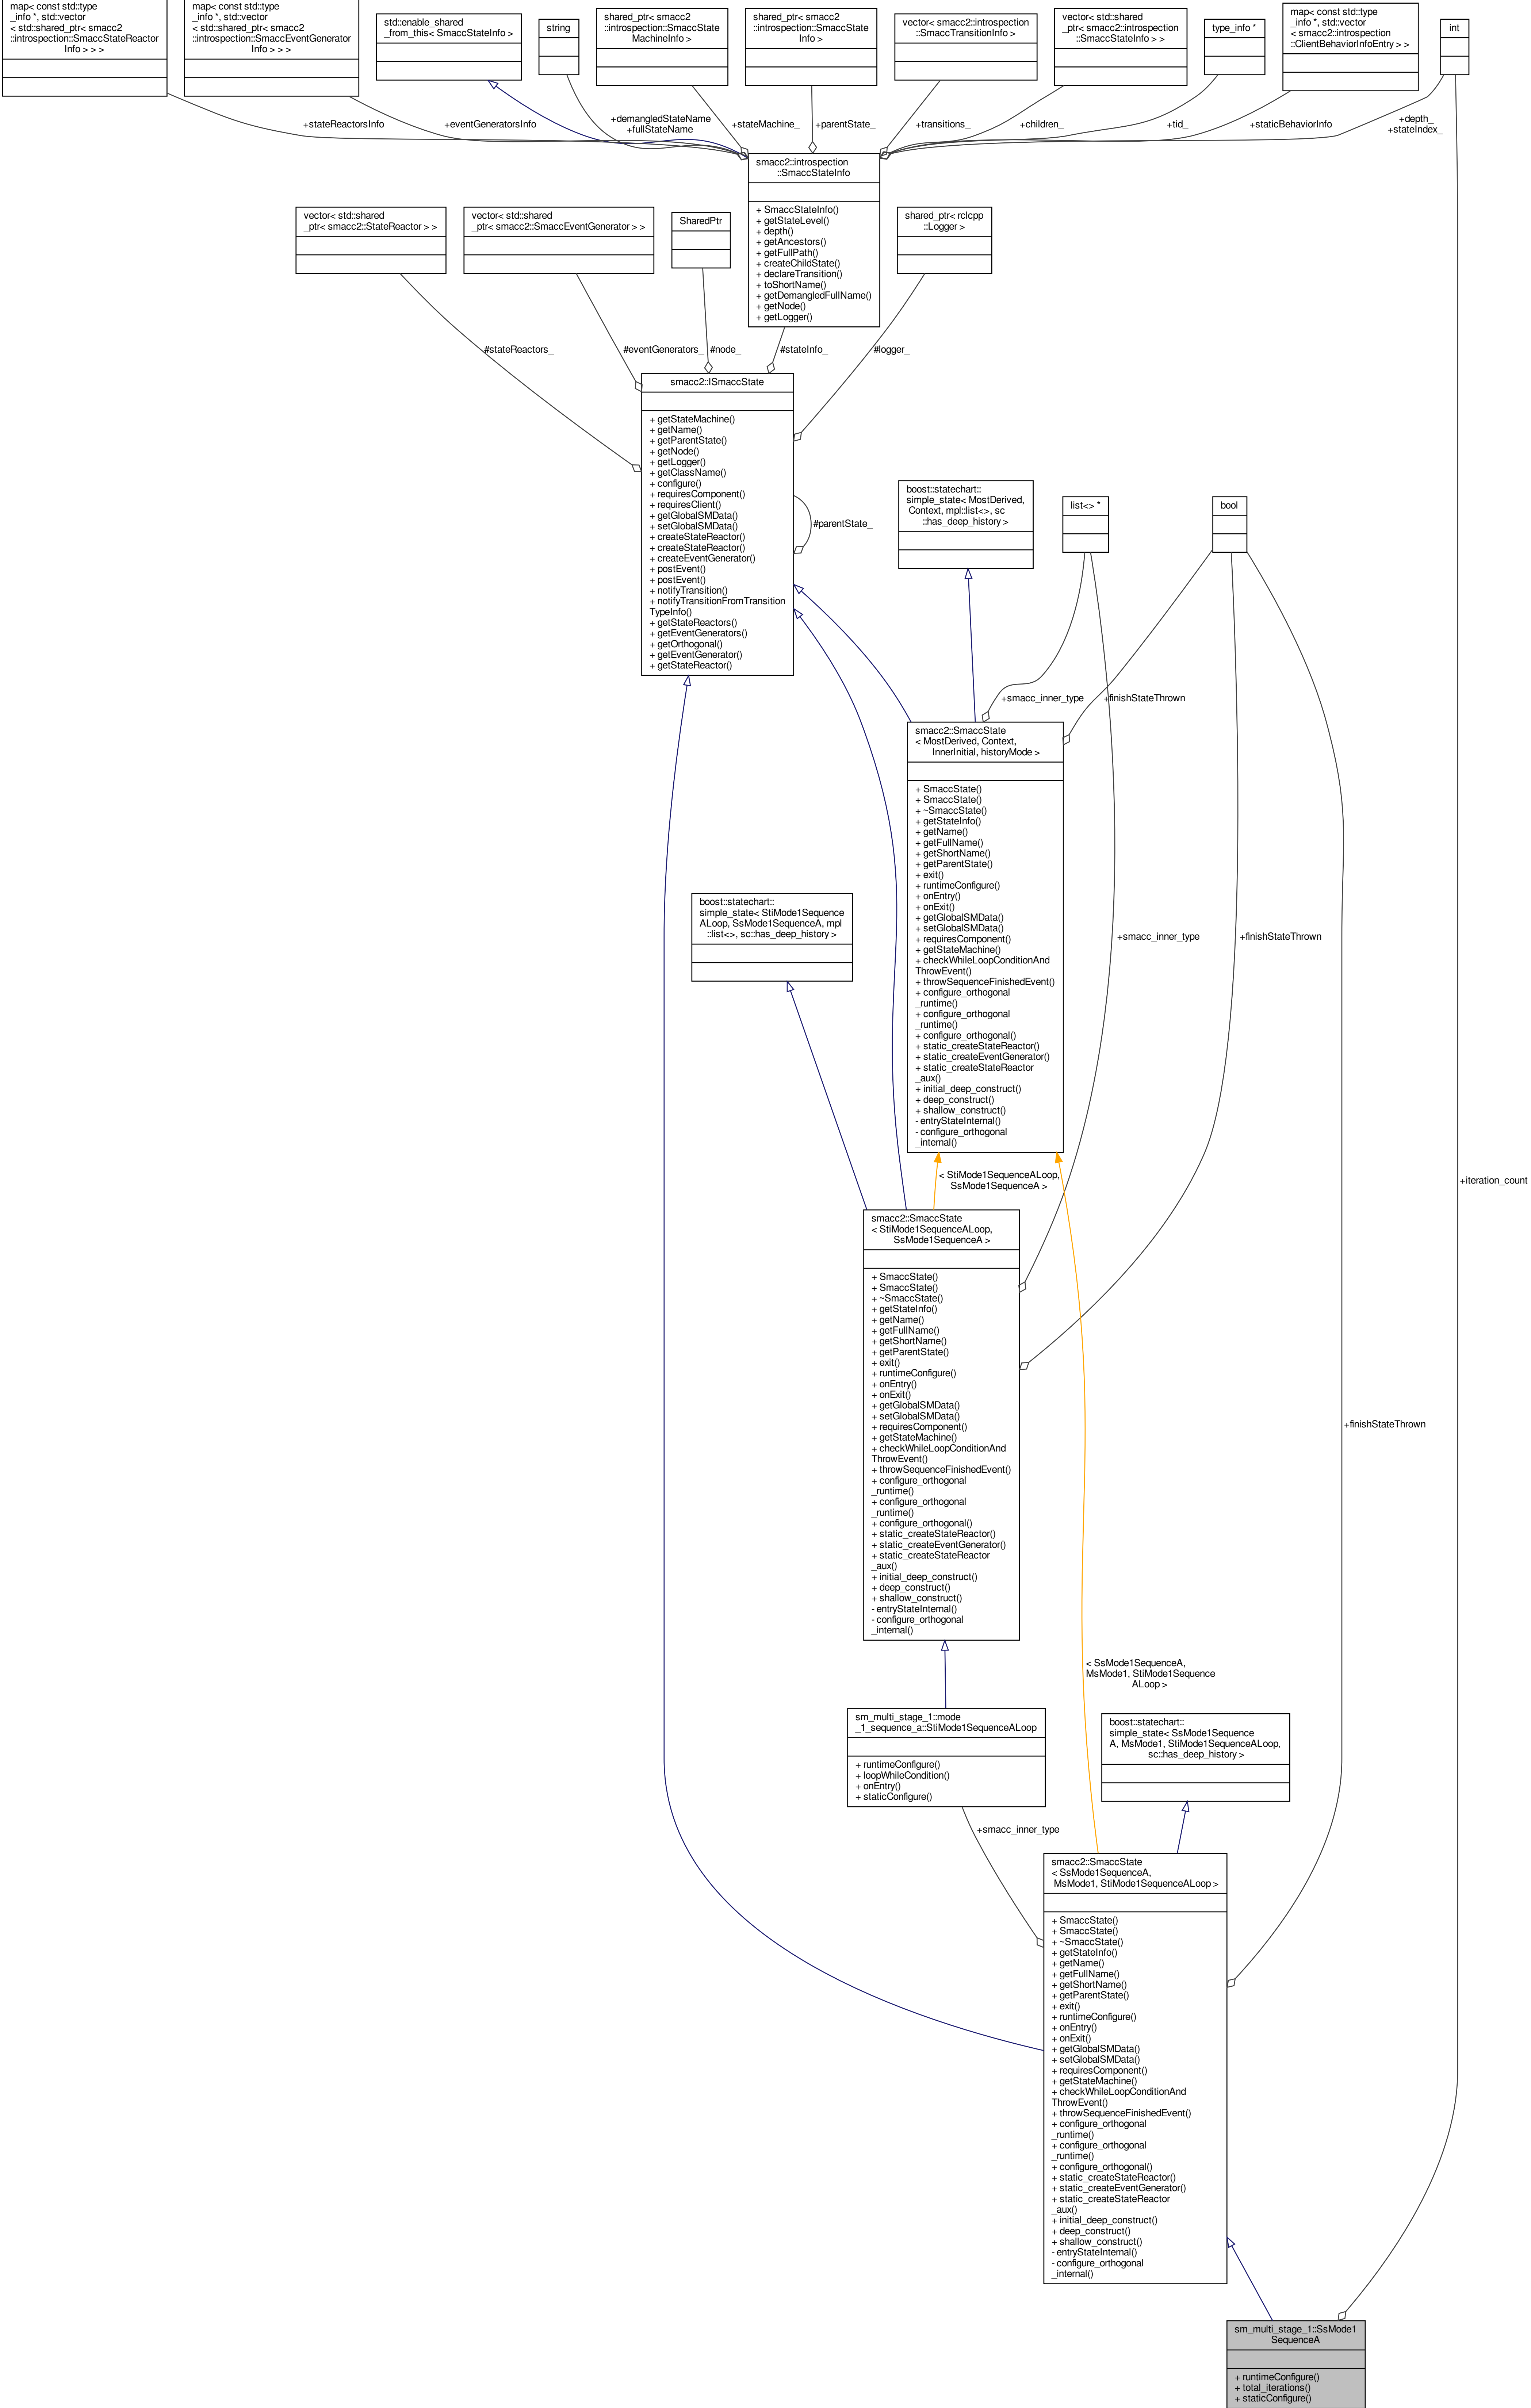 map< const std::type
_info *, std::vector
< std::shared_ptr< smacc2
::introspection::SmaccStateReactor
Info > > >
map< const std::type
_info *, std::vector
< std::shared_ptr< smacc2
::introspection::SmaccEventGenerator
Info > > >
std::enable_shared
_from_this< SmaccStateInfo >
string
shared_ptr< smacc2
::introspection::SmaccState
MachineInfo >
shared_ptr< smacc2
::introspection::SmaccState
Info >
vector< smacc2::introspection
::SmaccTransitionInfo >
vector< std::shared
_ptr< smacc2::introspection
::SmaccStateInfo > >
type_info *
map< const std::type
_info *, std::vector
< smacc2::introspection
::ClientBehaviorInfoEntry > >
int
+stateReactorsInfo
+eventGeneratorsInfo
+demangledStateName
+fullStateName
+stateMachine_
+parentState_
+transitions_
+children_
+tid_
+staticBehaviorInfo
+depth_
+stateIndex_
smacc2::introspection
::SmaccStateInfo
+ SmaccStateInfo()
+ getStateLevel()
+ depth()
+ getAncestors()
+ getFullPath()
+ createChildState()
+ declareTransition()
+ toShortName()
+ getDemangledFullName()
+ getNode()
+ getLogger()
vector< std::shared
_ptr< smacc2::StateReactor > >
vector< std::shared
_ptr< smacc2::SmaccEventGenerator > >
SharedPtr
shared_ptr< rclcpp
::Logger >
#stateReactors_
#eventGenerators_
#node_
#stateInfo_
#logger_
smacc2::ISmaccState
+ getStateMachine()
+ getName()
+ getParentState()
+ getNode()
+ getLogger()
+ getClassName()
+ configure()
+ requiresComponent()
+ requiresClient()
+ getGlobalSMData()
+ setGlobalSMData()
+ createStateReactor()
+ createStateReactor()
+ createEventGenerator()
+ postEvent()
+ postEvent()
+ notifyTransition()
+ notifyTransitionFromTransition
TypeInfo()
+ getStateReactors()
+ getEventGenerators()
+ getOrthogonal()
+ getEventGenerator()
+ getStateReactor()
#parentState_
boost::statechart::
simple_state< MostDerived,
Context, mpl::list<>, sc
::has_deep_history >
list<> *
bool
+smacc_inner_type
+finishStateThrown
smacc2::SmaccState
< MostDerived, Context,
InnerInitial, historyMode >
+ SmaccState()
+ SmaccState()
+ ~SmaccState()
+ getStateInfo()
+ getName()
+ getFullName()
+ getShortName()
+ getParentState()
+ exit()
+ runtimeConfigure()
+ onEntry()
+ onExit()
+ getGlobalSMData()
+ setGlobalSMData()
+ requiresComponent()
+ getStateMachine()
+ checkWhileLoopConditionAnd
ThrowEvent()
+ throwSequenceFinishedEvent()
+ configure_orthogonal
_runtime()
+ configure_orthogonal
_runtime()
+ configure_orthogonal()
+ static_createStateReactor()
+ static_createEventGenerator()
+ static_createStateReactor
_aux()
+ initial_deep_construct()
+ deep_construct()
+ shallow_construct()
- entryStateInternal()
- configure_orthogonal
_internal()
boost::statechart::
simple_state< StiMode1Sequence
ALoop, SsMode1SequenceA, mpl
::list<>, sc::has_deep_history >
+smacc_inner_type
+finishStateThrown
< StiMode1SequenceALoop,
SsMode1SequenceA >
+iteration_count
smacc2::SmaccState
< StiMode1SequenceALoop,
SsMode1SequenceA >
+ SmaccState()
+ SmaccState()
+ ~SmaccState()
+ getStateInfo()
+ getName()
+ getFullName()
+ getShortName()
+ getParentState()
+ exit()
+ runtimeConfigure()
+ onEntry()
+ onExit()
+ getGlobalSMData()
+ setGlobalSMData()
+ requiresComponent()
+ getStateMachine()
+ checkWhileLoopConditionAnd
ThrowEvent()
+ throwSequenceFinishedEvent()
+ configure_orthogonal
_runtime()
+ configure_orthogonal
_runtime()
+ configure_orthogonal()
+ static_createStateReactor()
+ static_createEventGenerator()
+ static_createStateReactor
_aux()
+ initial_deep_construct()
+ deep_construct()
+ shallow_construct()
- entryStateInternal()
- configure_orthogonal
_internal()
+finishStateThrown
< SsMode1SequenceA,
MsMode1, StiMode1Sequence
ALoop >
sm_multi_stage_1::mode
_1_sequence_a::StiMode1SequenceALoop
+ runtimeConfigure()
+ loopWhileCondition()
+ onEntry()
+ staticConfigure()
boost::statechart::
simple_state< SsMode1Sequence
A, MsMode1, StiMode1SequenceALoop,
sc::has_deep_history >
+smacc_inner_type
smacc2::SmaccState
< SsMode1SequenceA,
MsMode1, StiMode1SequenceALoop >
+ SmaccState()
+ SmaccState()
+ ~SmaccState()
+ getStateInfo()
+ getName()
+ getFullName()
+ getShortName()
+ getParentState()
+ exit()
+ runtimeConfigure()
+ onEntry()
+ onExit()
+ getGlobalSMData()
+ setGlobalSMData()
+ requiresComponent()
+ getStateMachine()
+ checkWhileLoopConditionAnd
ThrowEvent()
+ throwSequenceFinishedEvent()
+ configure_orthogonal
_runtime()
+ configure_orthogonal
_runtime()
+ configure_orthogonal()
+ static_createStateReactor()
+ static_createEventGenerator()
+ static_createStateReactor
_aux()
+ initial_deep_construct()
+ deep_construct()
+ shallow_construct()
- entryStateInternal()
- configure_orthogonal
_internal()
sm_multi_stage_1::SsMode1
SequenceA
+ runtimeConfigure()
+ total_iterations()
+ staticConfigure()